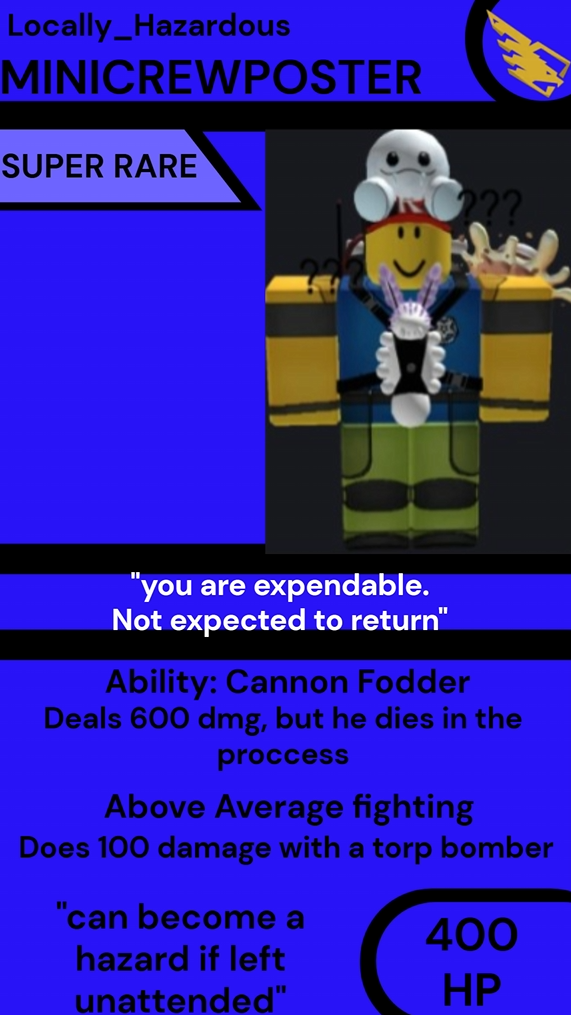 Locally_Hazardous
MINICREWPOSTER
SUPER RARE
???
???
"you are expendable.
Not expected to return"
Ability: Cannon Fodder
Deals 600 dmg, but he dies in the
proccess
Above Average fighting
Does 100 damage with a torp bomber
"can become a
hazard if left
unattended"
400
HP